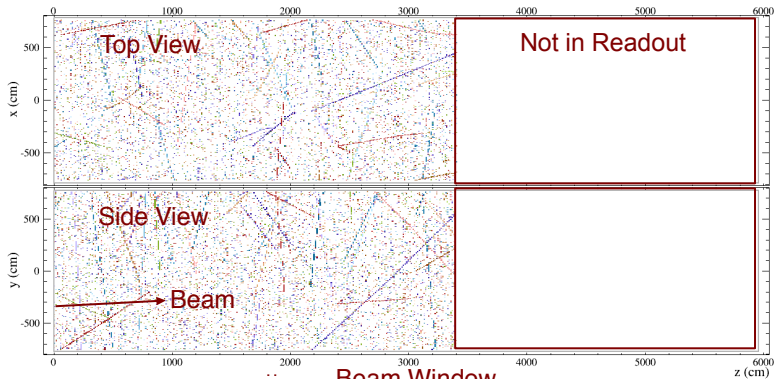 0 1000 2000 3000 4000 5000 6000
Top View
Not in Readout
500
0
-500
x (cm)
Side View
500
0
-500
y (cm)
Beam
0 1000 2000 3000 4000 5000 6000
Beam Window
z (cm)